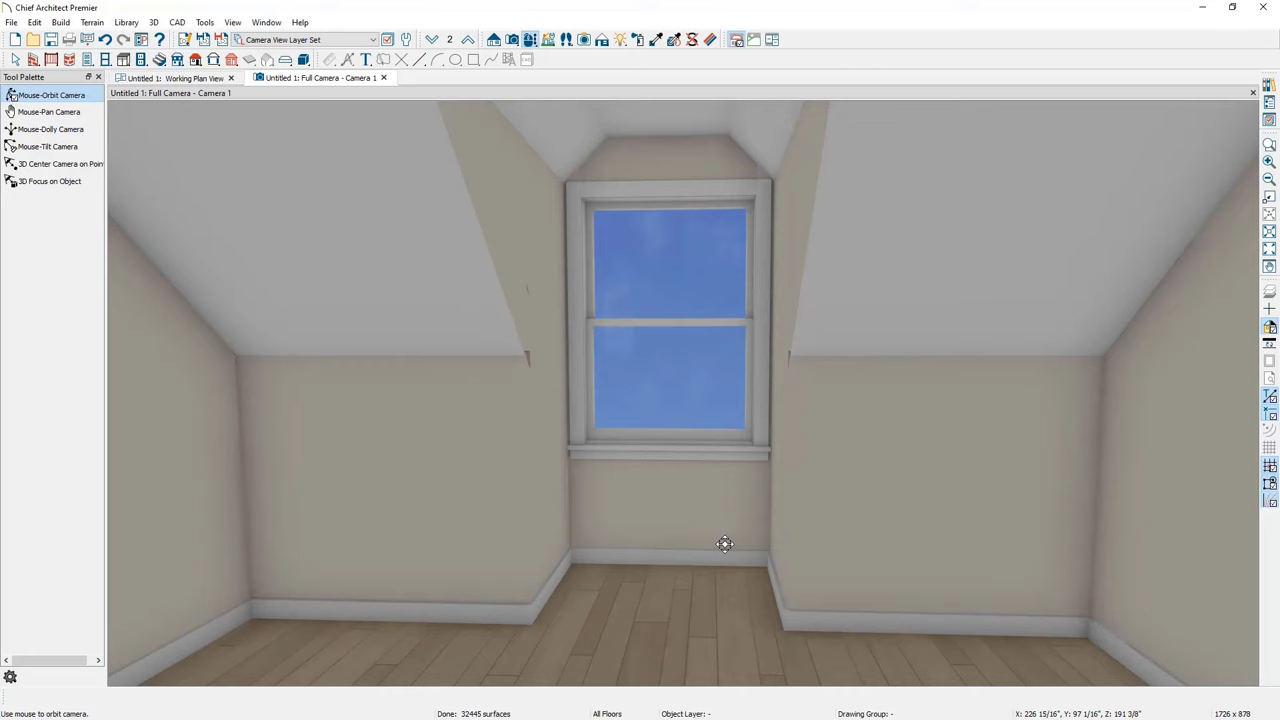 Chief Architect Premier
File Edit Build Terrain Library 3D CAD Tools View Window Help
Camera View Layer Set 2
Tool Palette
Untitled 1: Working Plan View
Untitled 1: Full Camera - Camera 1
Untitled 1: Full Camera - Camera 1
Mouse-Orbit Camera
Mouse-Pan Camera
Mouse-Dolly Camera
Mouse-Tilt Camera
3D Center Camera on Poin
3D Focus on Object
Use mouse to orbit camera.
Done: 32445 surfaces
All Floors
Object Layer: -
Drawing Group: -
X: 226 15/16", Y: 97 1/16", Z: 191 3/8"
1726 x 878